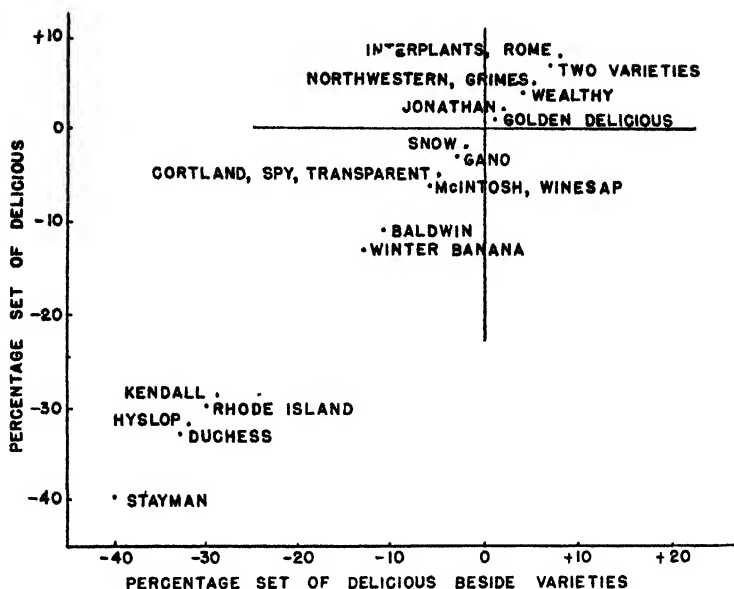 +10
0
-10
-20
-30
-40
PERCENTAGE SET OF DELICIOUS
INTERPLANTS, ROME
TWO VARIETIES
NORTHWESTERN, GRIMES
WEALTHY
JONATHAN
GOLDEN DELICIOUS
SNOW
GANO
CORTLAND, SPY, TRANSPARENT
McINTOSH, WINESAP
BALDWIN
WINTER BANANA
KENDALL
RHODE ISLAND
HYSLOP
DUCHESS
STAYMAN
-40 -30 -20 -10 0 +10 +20
PERCENTAGE SET OF DELICIOUS BESIDE VARIETIES